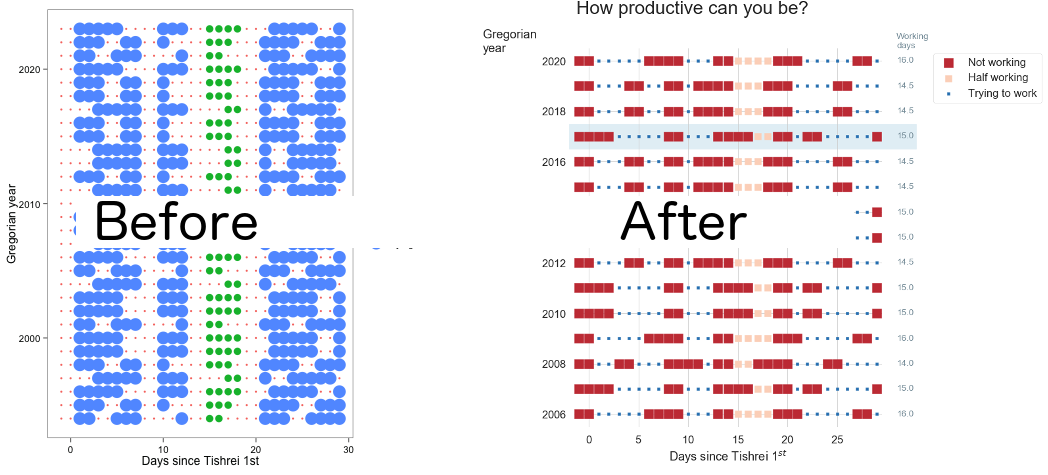 How productive can you be?
Gregorian
year
Working
days
2020
16.0
Not working
Half working
Trying to work
14.5
2018
14.5
15.0
2016
14.5
14.5
15.0
15.0
2012
14.5
15.0
2010
15.0
16.0
2008
14.0
15.0
2006
16.0
0 5 10 15 20 25
Days since Tishrei 1st
After
Before
Gregorian year
2020
2010
2000
0 10 20 30
Days since Tishrei 1st